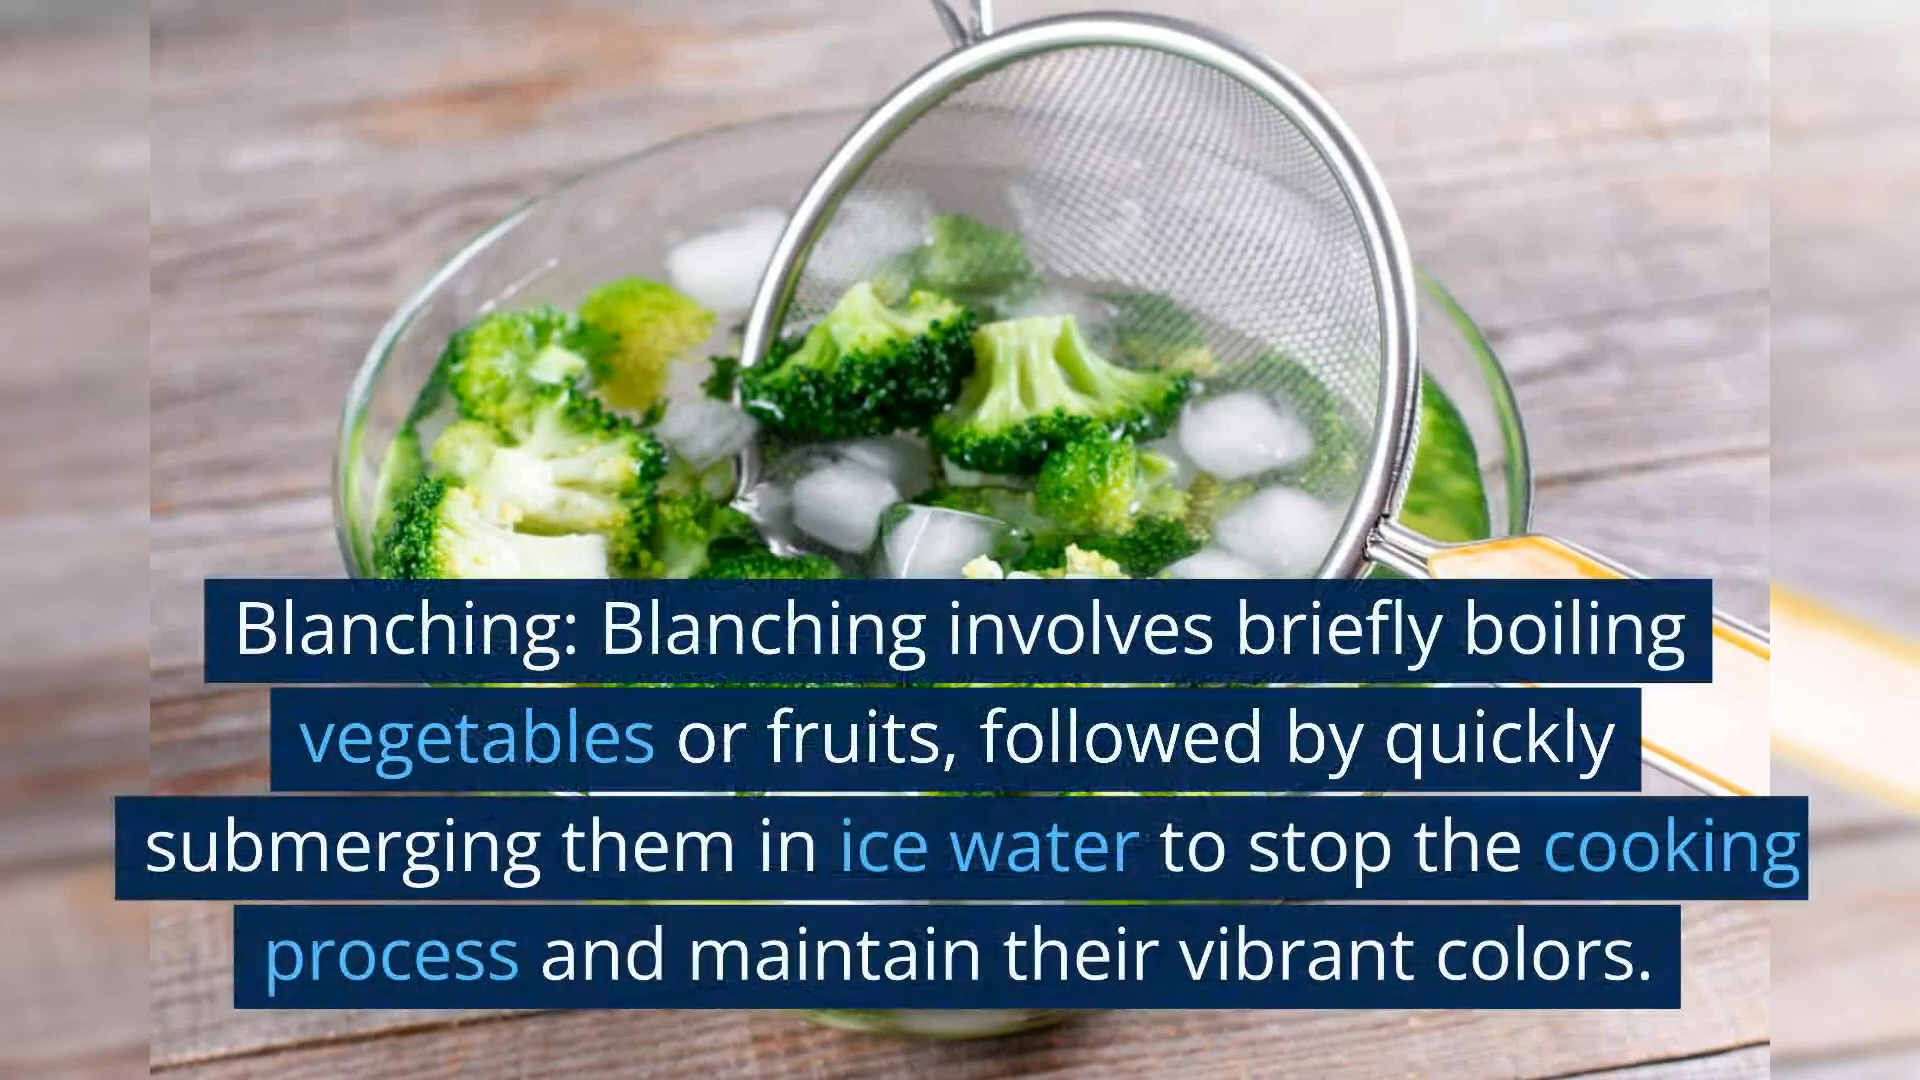 Blanching: Blanching involves briefly boiling
vegetables or fruits, followed by quickly
submerging them in ice water to stop the cooking
process and maintain their vibrant colors.